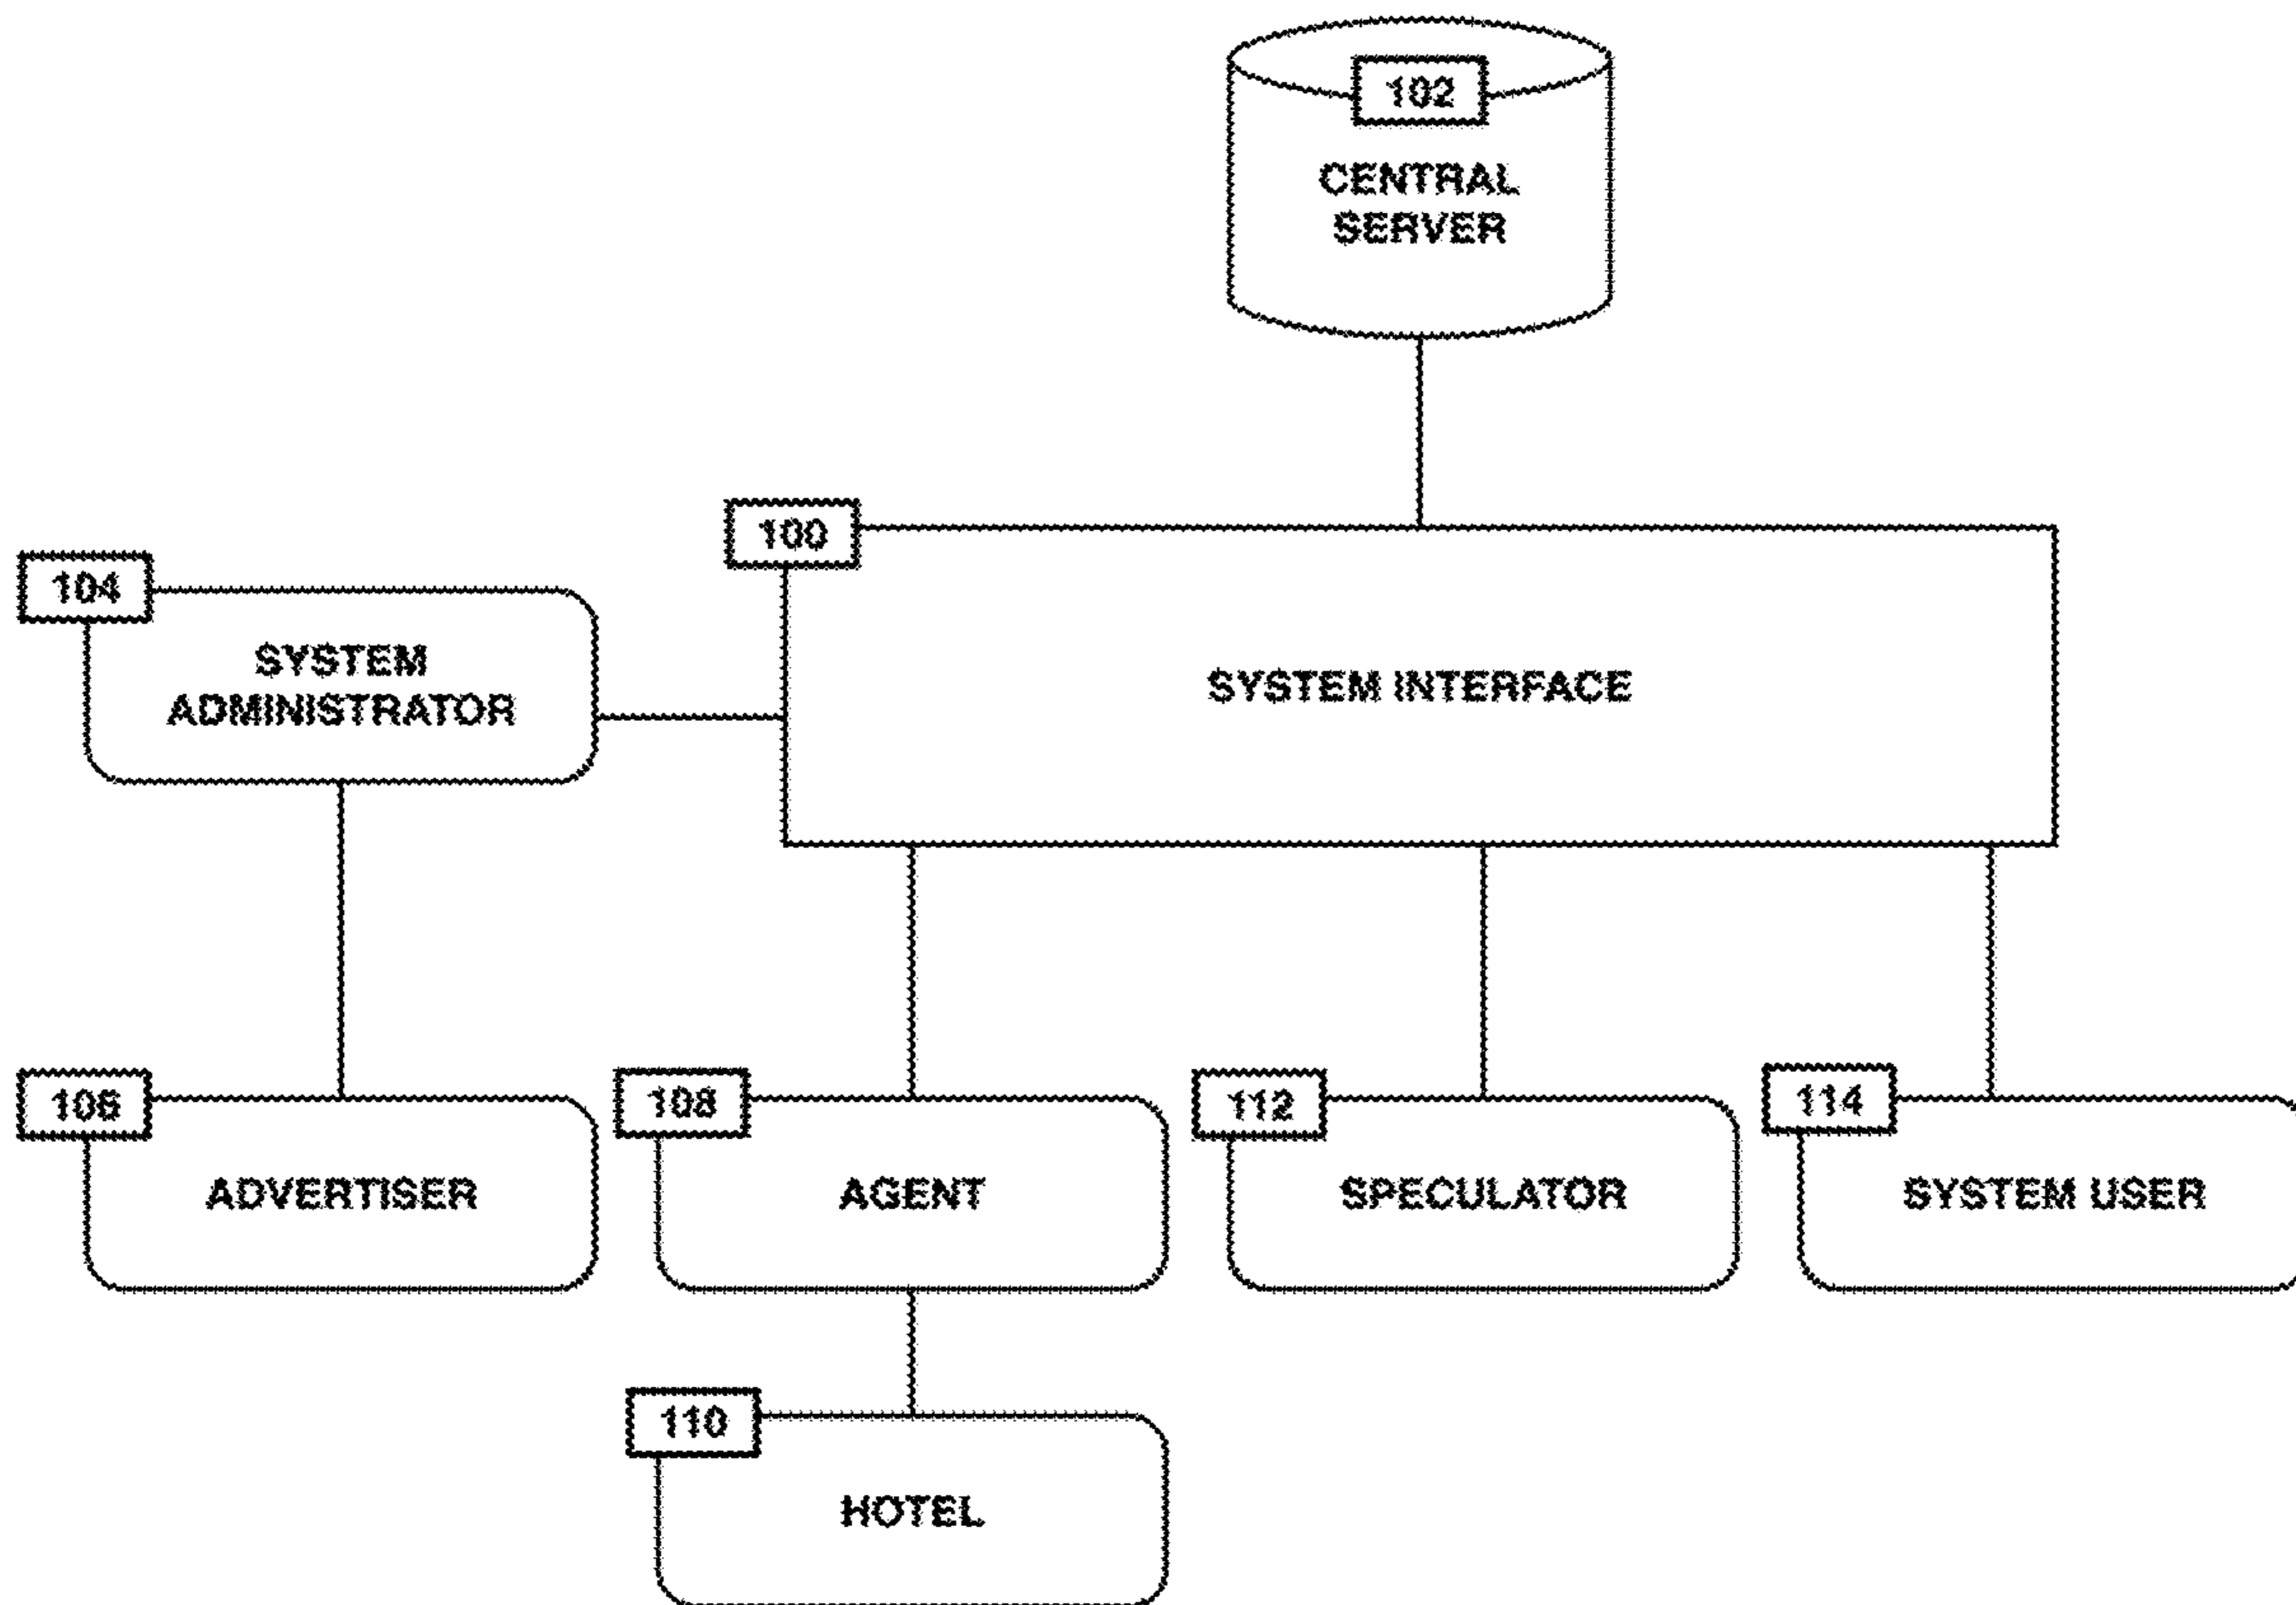 102
CENTRAL
SERVER
100
104
SYSTEM
ADMINISTRATOR
SYSTEM INTERFACE
106
108
112
114
ADVERTISER
AGENT
SPECULATOR
SYSTEM USER
110
HOTEL